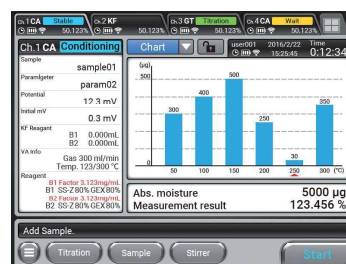 Ch.1 CA Stable
50.123%
Ch.2 KF
50.123%
Ch.3 GT Titration
50.123%
Ch.4 CA Wait
50.123%
Ch.1 CA Conditioning
Chart
user001 2016/2/22 Time
15:25:45 0:12:34
Sample
sample01
Paramlgeter
param02
Potential
12.3 mV
Initial mV
0.3 mV
KF Reagent
B1 0.000mL
B2 0.000mL
VA Info
Gas 300 ml/min
Temp. 123/300 °C
Reagent
B1 Factor 3.123mg/mL
B1 SS-Z80% GEX80%
B2 Factor 3.123mg/mL
B2 SS-Z80% GEX80%
(µg)
500
0
300 400 500 200 250 30 350
50 100 150 200 250 300 (°C)
Abs. moisture 5000 µg
Measurement result 123.456 %
Add Sample.
Titration Sample Stirrer Start